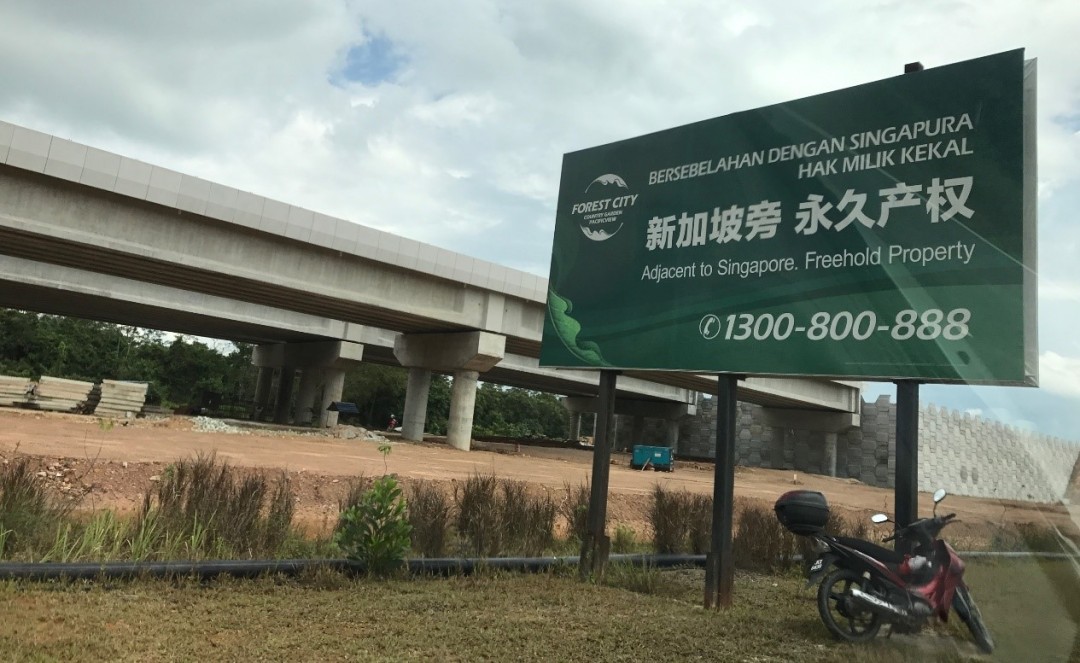 BERSEBELAHAN DENGAN SINGAPURA
HAK MILIK KEKAL
FOREST CITY
COUNTRY GARDEN
PACIFICVIEW
新加坡旁 永久产权
Adjacent to Singapore. Freehold Property
1300-800-888